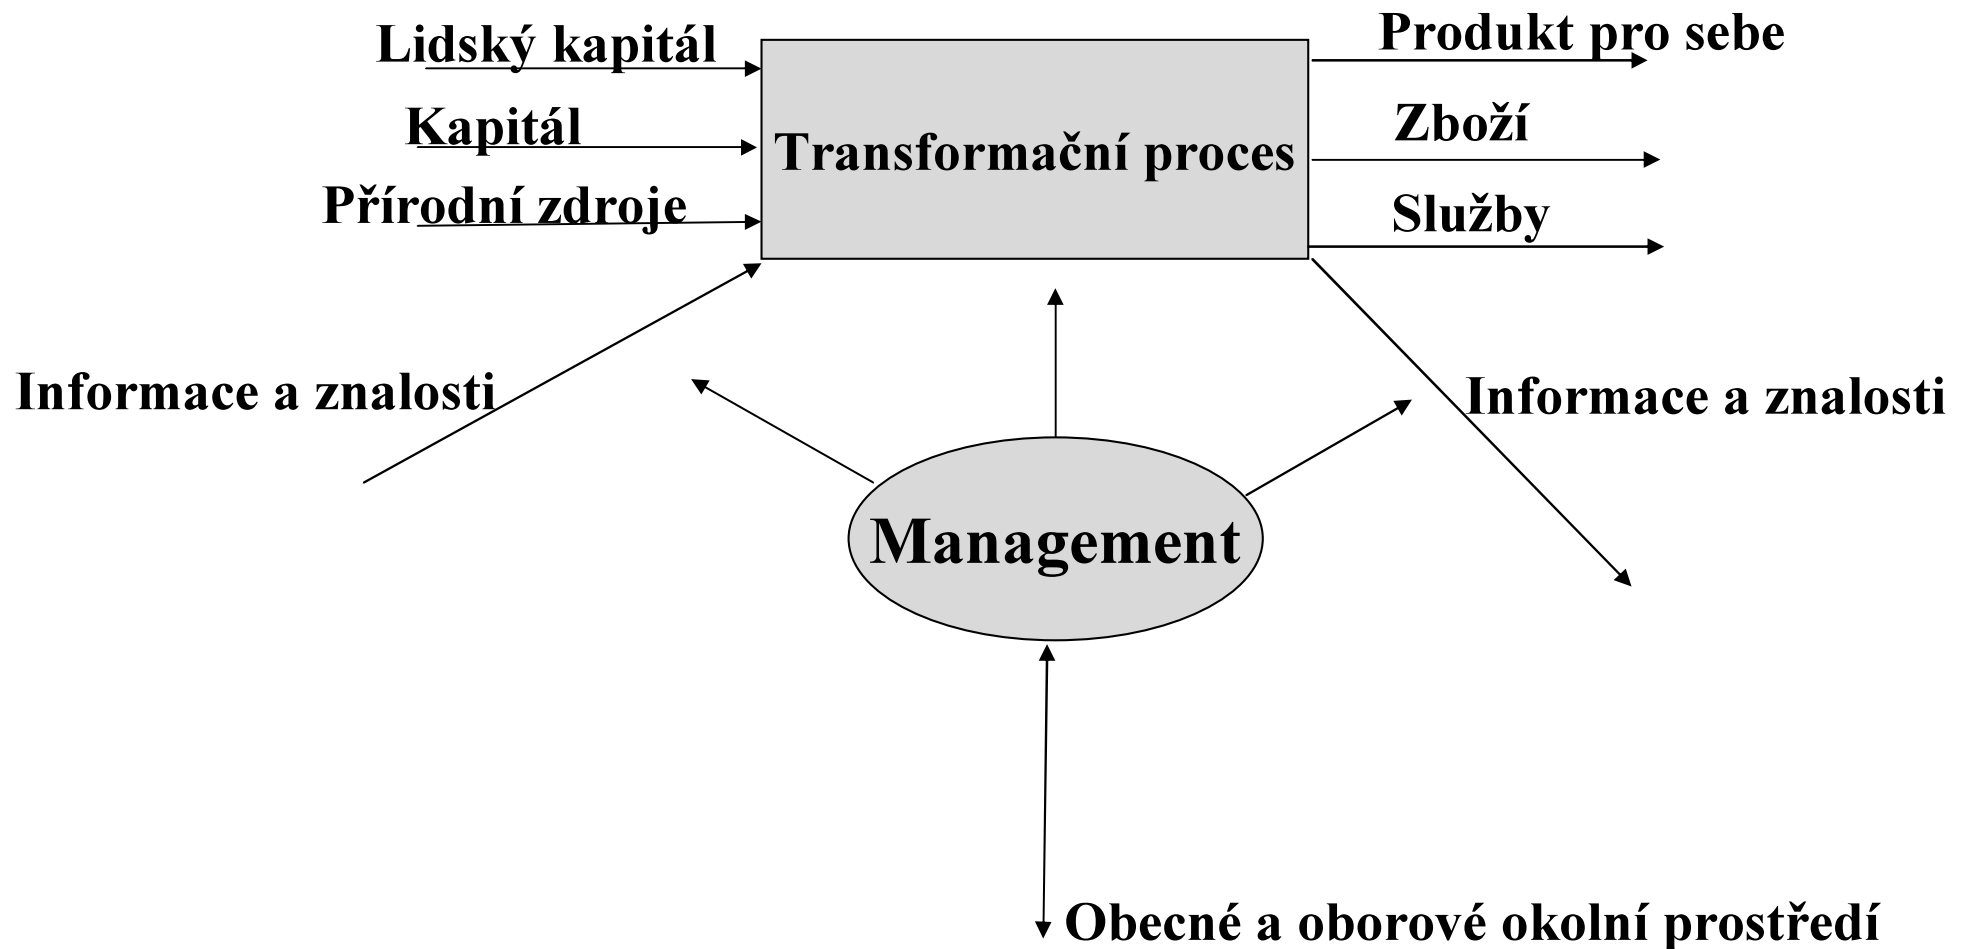 Lidský kapitál
Kapitál
Přírodní zdroje
Transformační proces
Produkt pro sebe
Zboží
Služby
Informace a znalosti
Informace a znalosti
Management
Obecné a oborové okolní prostředí